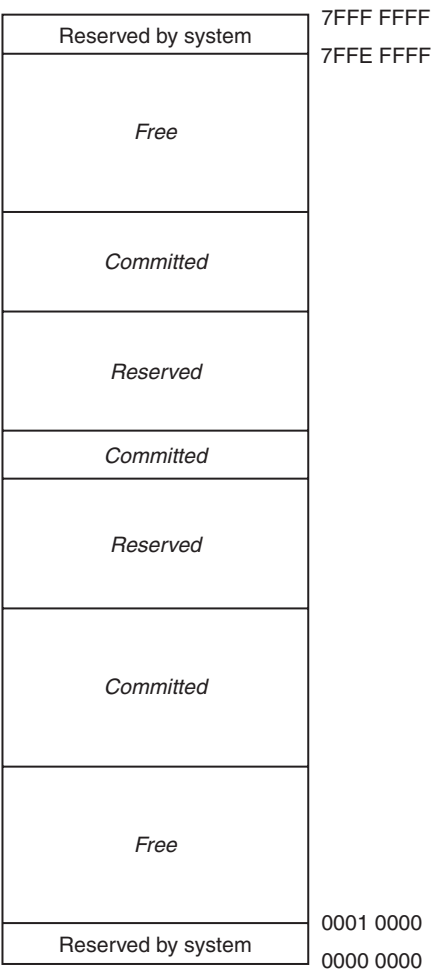 7FFF FFFF
Reserved by system
7FFE FFFF
Free
Committed
Reserved
Committed
Reserved
Committed
Free
0001 0000
Reserved by system
0000 0000